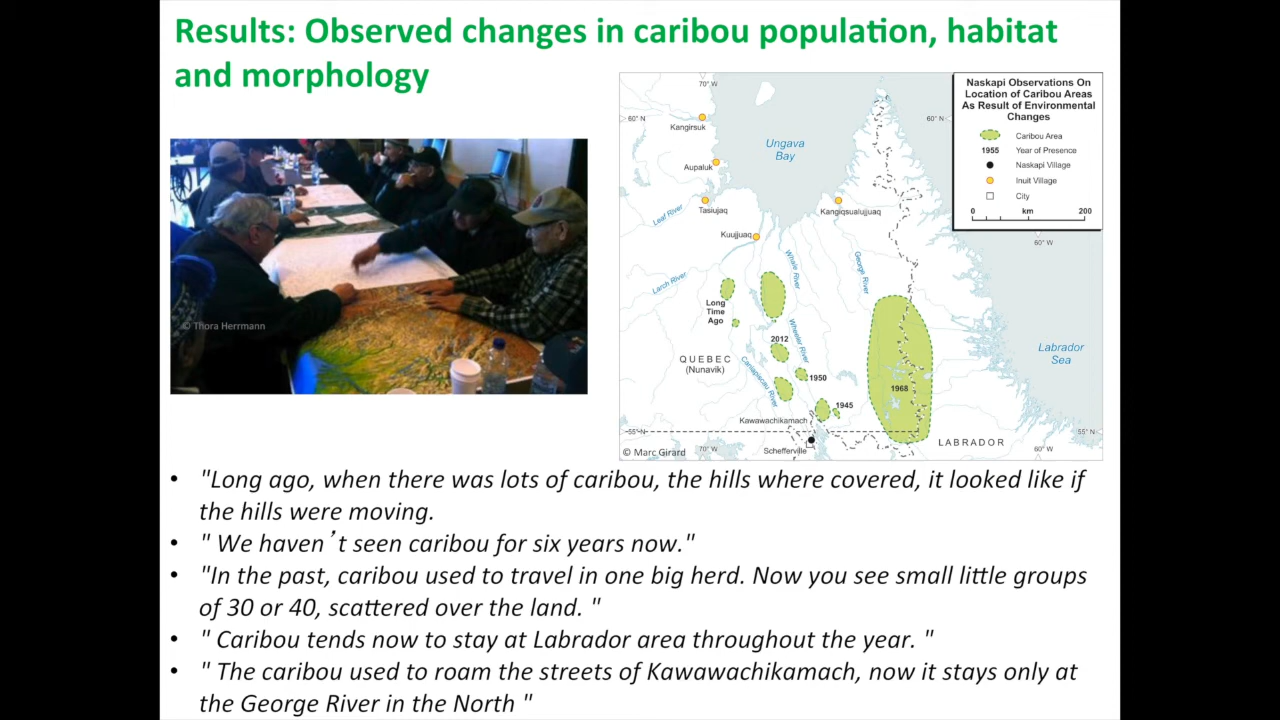 Results: Observed changes in caribou population, habitat
and morphology
© Thora Herrmann
70° W
60° N
Kangirsuk
Ungava
Bay
60° N
Aupaluk
Tasiujaq
Leaf River
Kangiqsualujjuaq
Kuujjuaq
60° W
Naskapi Observations On
Location of Caribou Areas
As Result of Environmental
Changes
Caribou Area
1955 Year of Presence
Naskapi Village
Inuit Village
City
km
0 200
Larch River
Whale River
George River
Long
Time
Ago
2012
Wheeler River
QUEBEC
(Nunavik)
Caniapiscau River
1950
1945
1968
Labrador
Sea
Kawawachikamach
55° N
55° N
LABRADOR
Schefferville
70° W
60° W
© Marc Girard
• "Long ago, when there was lots of caribou, the hills where covered, it looked like if
the hills were moving.
• " We haven’t seen caribou for six years now."
• "In the past, caribou used to travel in one big herd. Now you see small little groups
of 30 or 40, scattered over the land. "
• " Caribou tends now to stay at Labrador area throughout the year. "
• " The caribou used to roam the streets of Kawawachikamach, now it stays only at
the George River in the North "